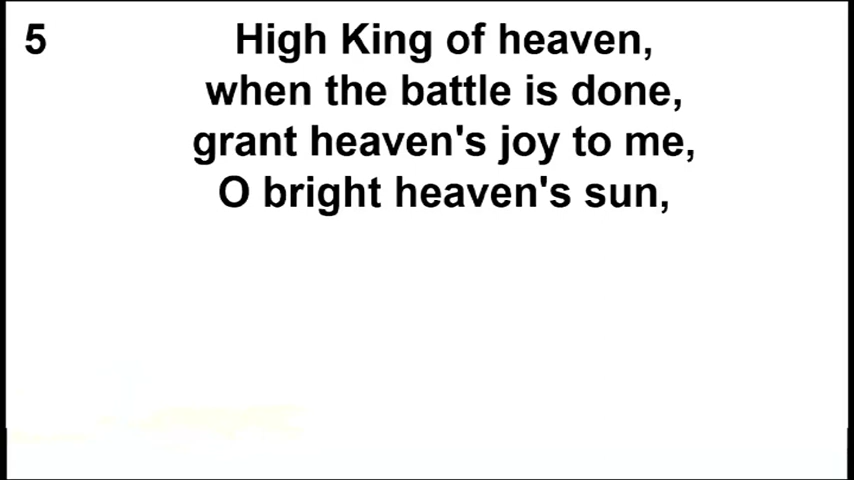 5
High King of heaven,
when the battle is done,
grant heaven's joy to me,
O bright heaven's sun,